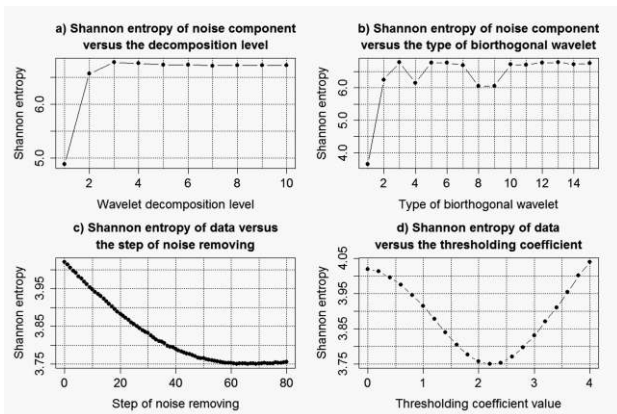 a) Shannon entropy of noise component
versus the decomposition level
Shannon entropy
5.0 6.0
2 4 6 8 10
Wavelet decomposition level
b) Shannon entropy of noise component
versus the type of biorthogonal wavelet
Shannon entropy
4.0 5.0 6.0
2 4 6 8 10 12 14
Type of biorthogonal wavelet
c) Shannon entropy of data versus
the step of noise removing
Shannon entropy
3.75 3.85 3.95
0 20 40 60 80
Step of noise removing
d) Shannon entropy of data
versus the thresholding coefficient
Shannon entropy
3.75 3.85 3.95 4.05
0 1 2 3 4
Thresholding coefficient value